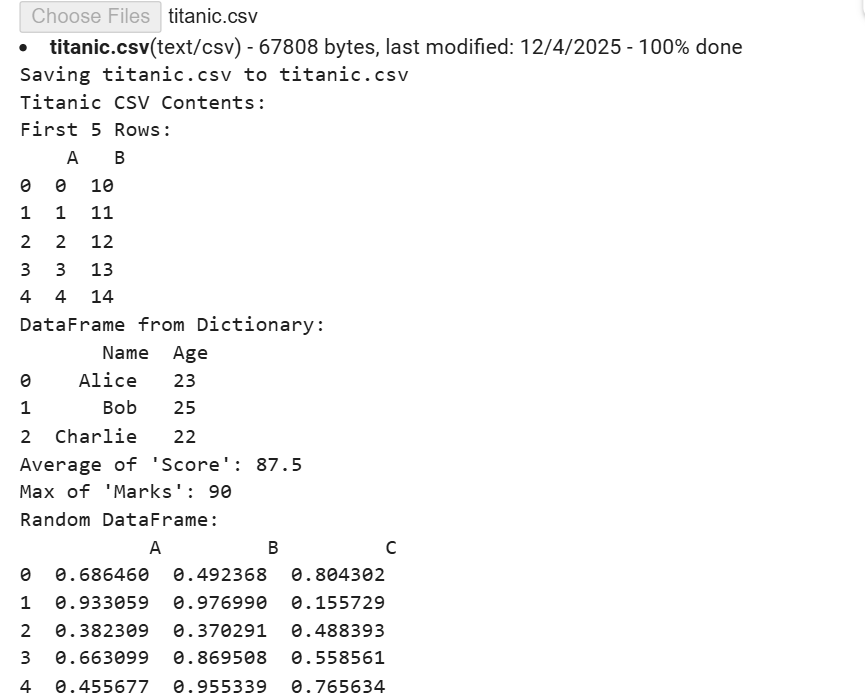 Choose Files titanic.csv
• titanic.csv(text/csv) - 67808 bytes, last modified: 12/4/2025 - 100% done
Saving titanic.csv to titanic.csv
Titanic CSV Contents:
First 5 Rows:
    A   B
0  0  10
1  1  11
2  2  12
3  3  13
4  4  14
DataFrame from Dictionary:
       Name  Age
0    Alice   23
1      Bob   25
2  Charlie   22
Average of 'Score': 87.5
Max of 'Marks': 90
Random DataFrame:
           A         B         C
0  0.686460  0.492368  0.804302
1  0.933059  0.976990  0.155729
2  0.382309  0.370291  0.488393
3  0.663099  0.869508  0.558561
4  0.455677  0.955339  0.765634